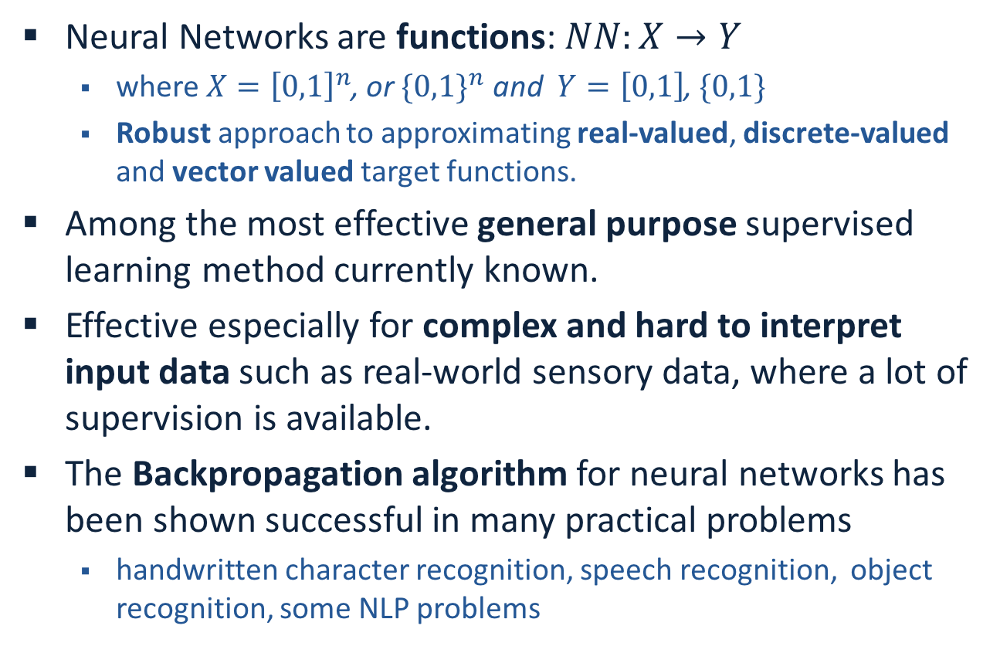 ▪ Neural Networks are functions: NN: X → Y
▪ where X = [0,1]ⁿ, or {0,1}ⁿ and Y = [0,1], {0,1}
▪ Robust approach to approximating real-valued, discrete-valued
and vector valued target functions.
▪ Among the most effective general purpose supervised
learning method currently known.
▪ Effective especially for complex and hard to interpret
input data such as real-world sensory data, where a lot of
supervision is available.
▪ The Backpropagation algorithm for neural networks has
been shown successful in many practical problems
▪ handwritten character recognition, speech recognition, object
recognition, some NLP problems